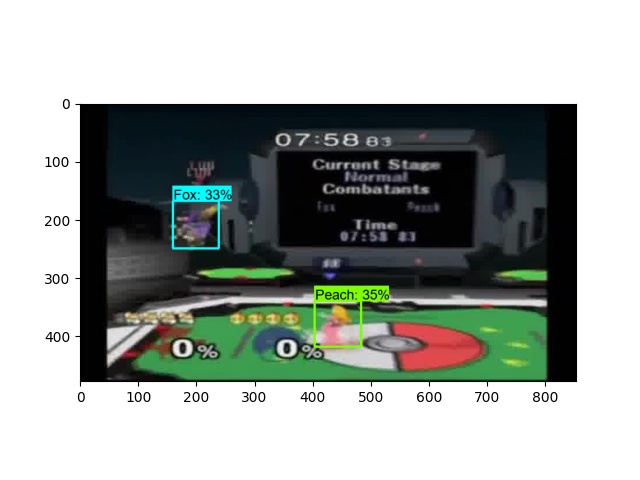 0
100
200
300
400
07:58 83
Current Stage
Normal
Combatants
Fox Peach
Time
07:58 83
Fox: 33%
Peach: 35%
0% 0%
0 100 200 300 400 500 600 700 800